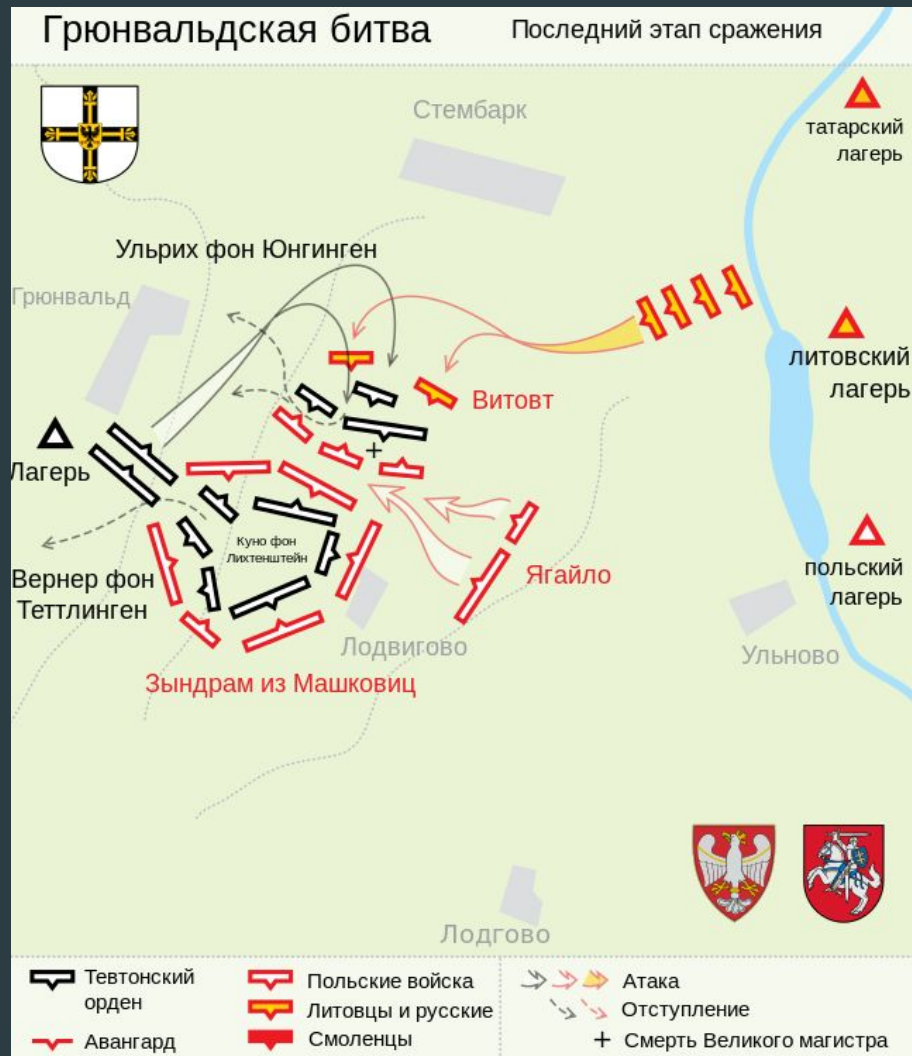 Грюнвальдская битва
Последний этап сражения
Стембарк
татарский
лагерь
Ульрих фон Юнгинген
Грюнвальд
литовский
лагерь
Витовт
Лагерь
Куно фон
Лихтенштейн
Вернер фон
Теттлинген
Ягайло
польский
лагерь
Лодвигово
Ульново
Зындрам из Машковиц
Лодгово
Тевтонский
орден
Авангард
Польские войска
Литовцы и русские
Смоленцы
Атака
Отступление
+ Смерть Великого магистра